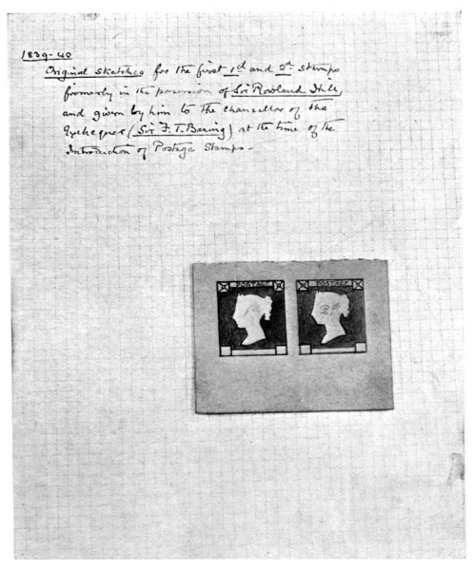 1839-40
Original Sketches for the first 1d and 2d Stamps
formerly in the possession of Sir Rowland Hill,
and given by him to the Chancellor of the
Exchequer (Sir F. T. Baring) at the time of the
Introduction of Postage Stamps-
POSTAGE POSTAGE
2d